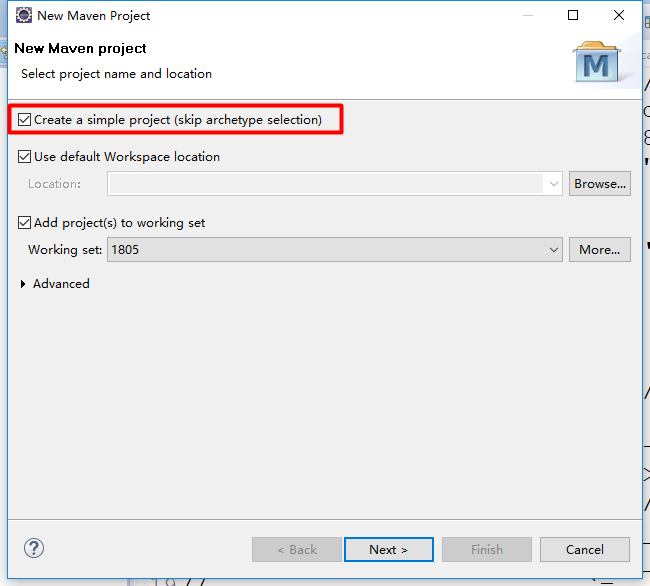 New Maven Project
New Maven project
Select project name and location
M
Create a simple project (skip archetype selection)
Use default Workspace location
Location:
Browse...
Add project(s) to working set
Working set: 1805
More...
Advanced
?
< Back
Next >
Finish
Cancel